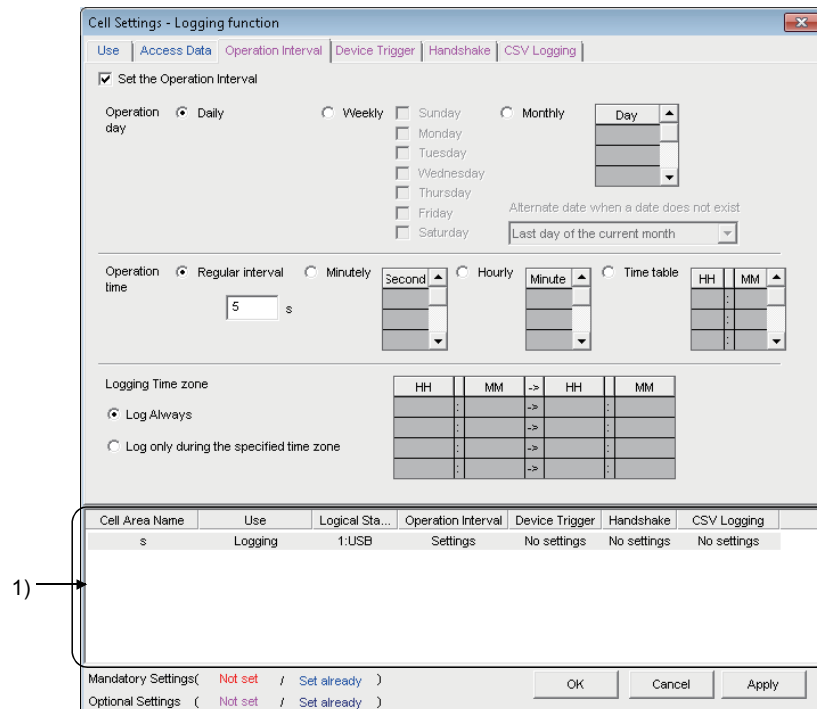 Cell Settings - Logging function
Use Access Data Operation Interval Device Trigger Handshake CSV Logging
Set the Operation Interval
Operation day Daily Weekly Sunday Monthly Day
Monday
Tuesday
Wednesday
Thursday
Friday
Saturday
Alternate date when a date does not exist
Last day of the current month
Operation time Regular interval Minutely Second Hourly Minute Time table HH MM
5 s
:
:
:
Logging Time zone
HH MM -> HH MM
Log Always
: -> :
: -> :
Log only during the specified time zone
: -> :
: -> :
Cell Area Name Use Logical Sta... Operation Interval Device Trigger Handshake CSV Logging
s Logging 1:USB Settings No settings No settings No settings
1)
Mandatory Settings( Not set / Set already )
Optional Settings ( Not set / Set already )
OK Cancel Apply